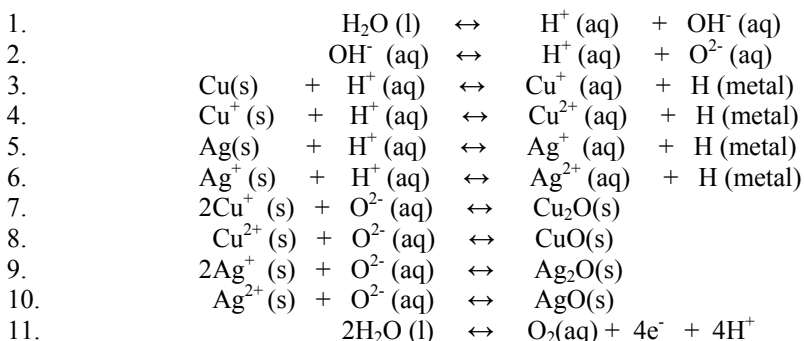 1. H₂O (l) ↔ H⁺ (aq) + OH⁻ (aq)
2. OH⁻ (aq) ↔ H⁺ (aq) + O²⁻ (aq)
3. Cu(s) + H⁺ (aq) ↔ Cu⁺ (aq) + H (metal)
4. Cu⁺ (s) + H⁺ (aq) ↔ Cu²⁺ (aq) + H (metal)
5. Ag(s) + H⁺ (aq) ↔ Ag⁺ (aq) + H (metal)
6. Ag⁺ (s) + H⁺ (aq) ↔ Ag²⁺ (aq) + H (metal)
7. 2Cu⁺ (s) + O²⁻ (aq) ↔ Cu₂O(s)
8. Cu²⁺ (s) + O²⁻ (aq) ↔ CuO(s)
9. 2Ag⁺ (s) + O²⁻ (aq) ↔ Ag₂O(s)
10. Ag²⁺ (s) + O²⁻ (aq) ↔ AgO(s)
11. 2H₂O (l) ↔ O₂(aq) + 4e⁻ + 4H⁺